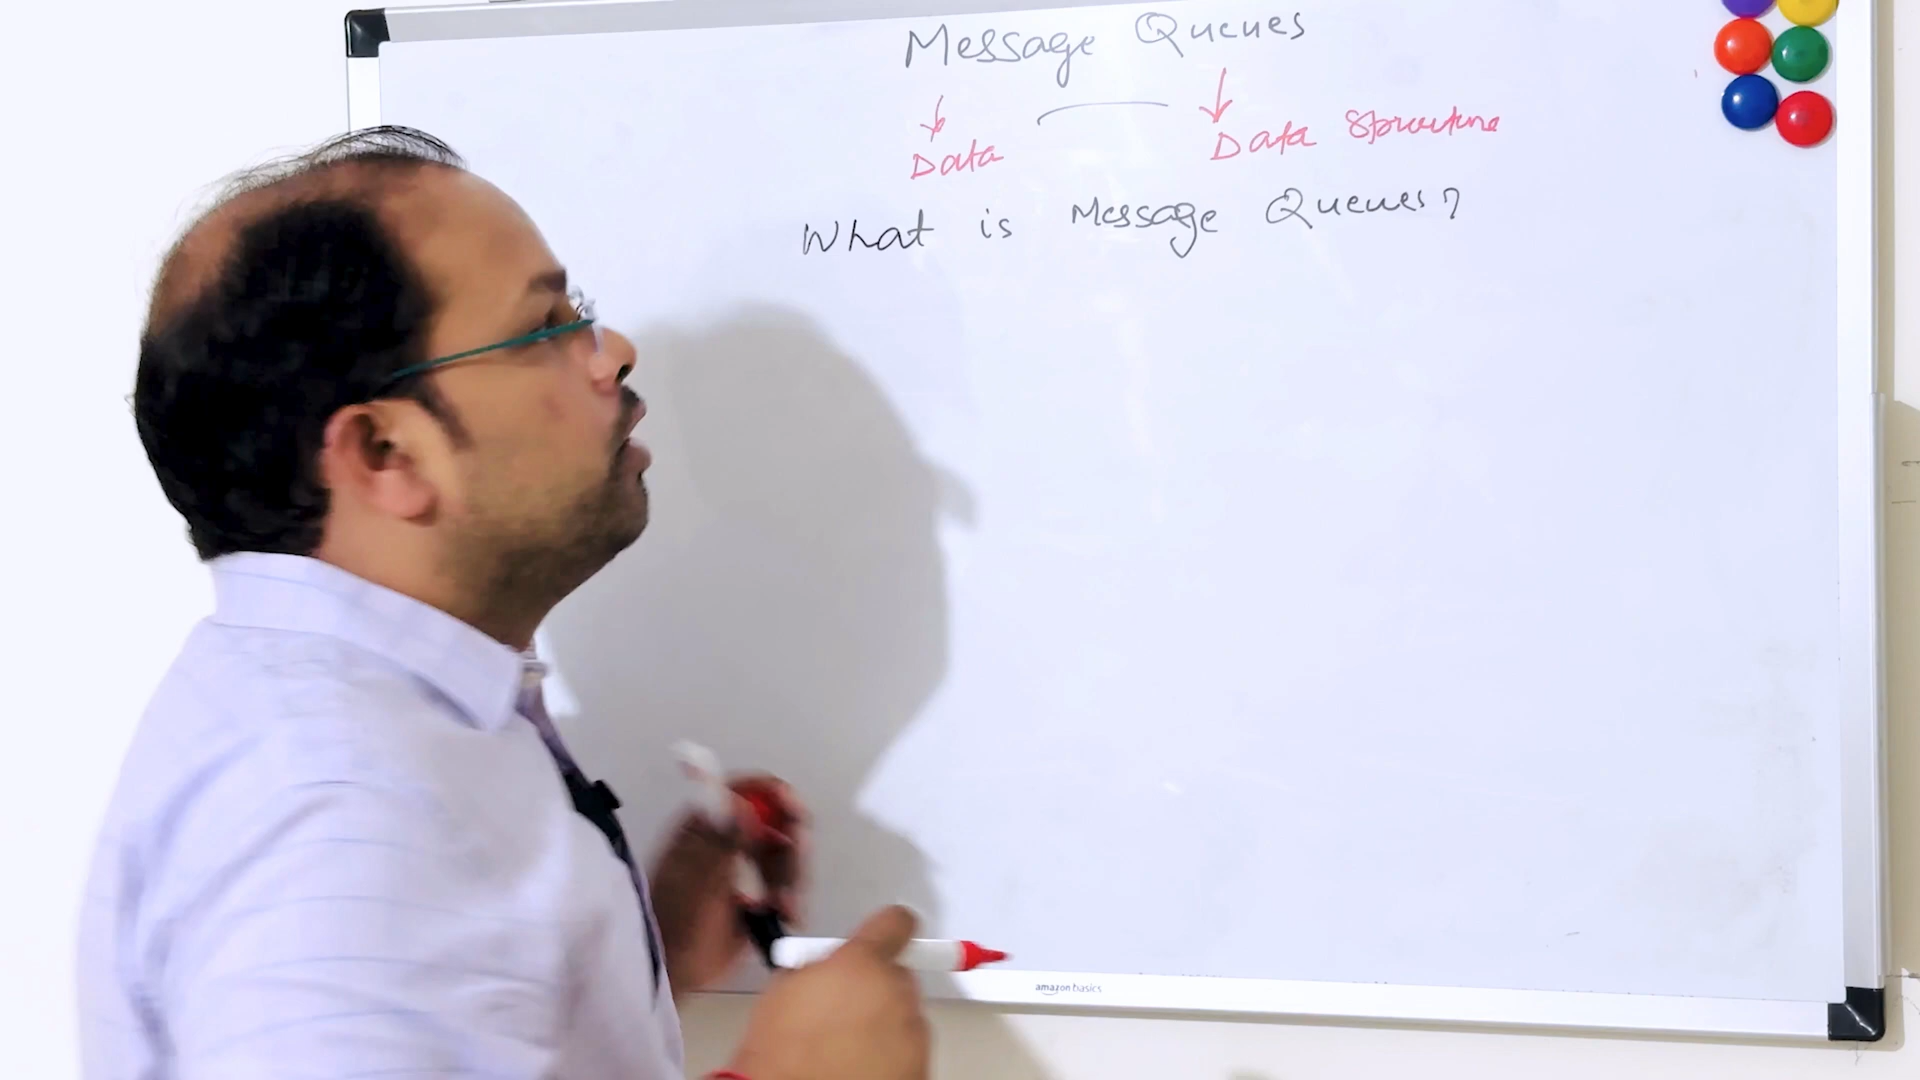 Message Queues
Data
Data Structure
What is Message Queues?
amazon basics